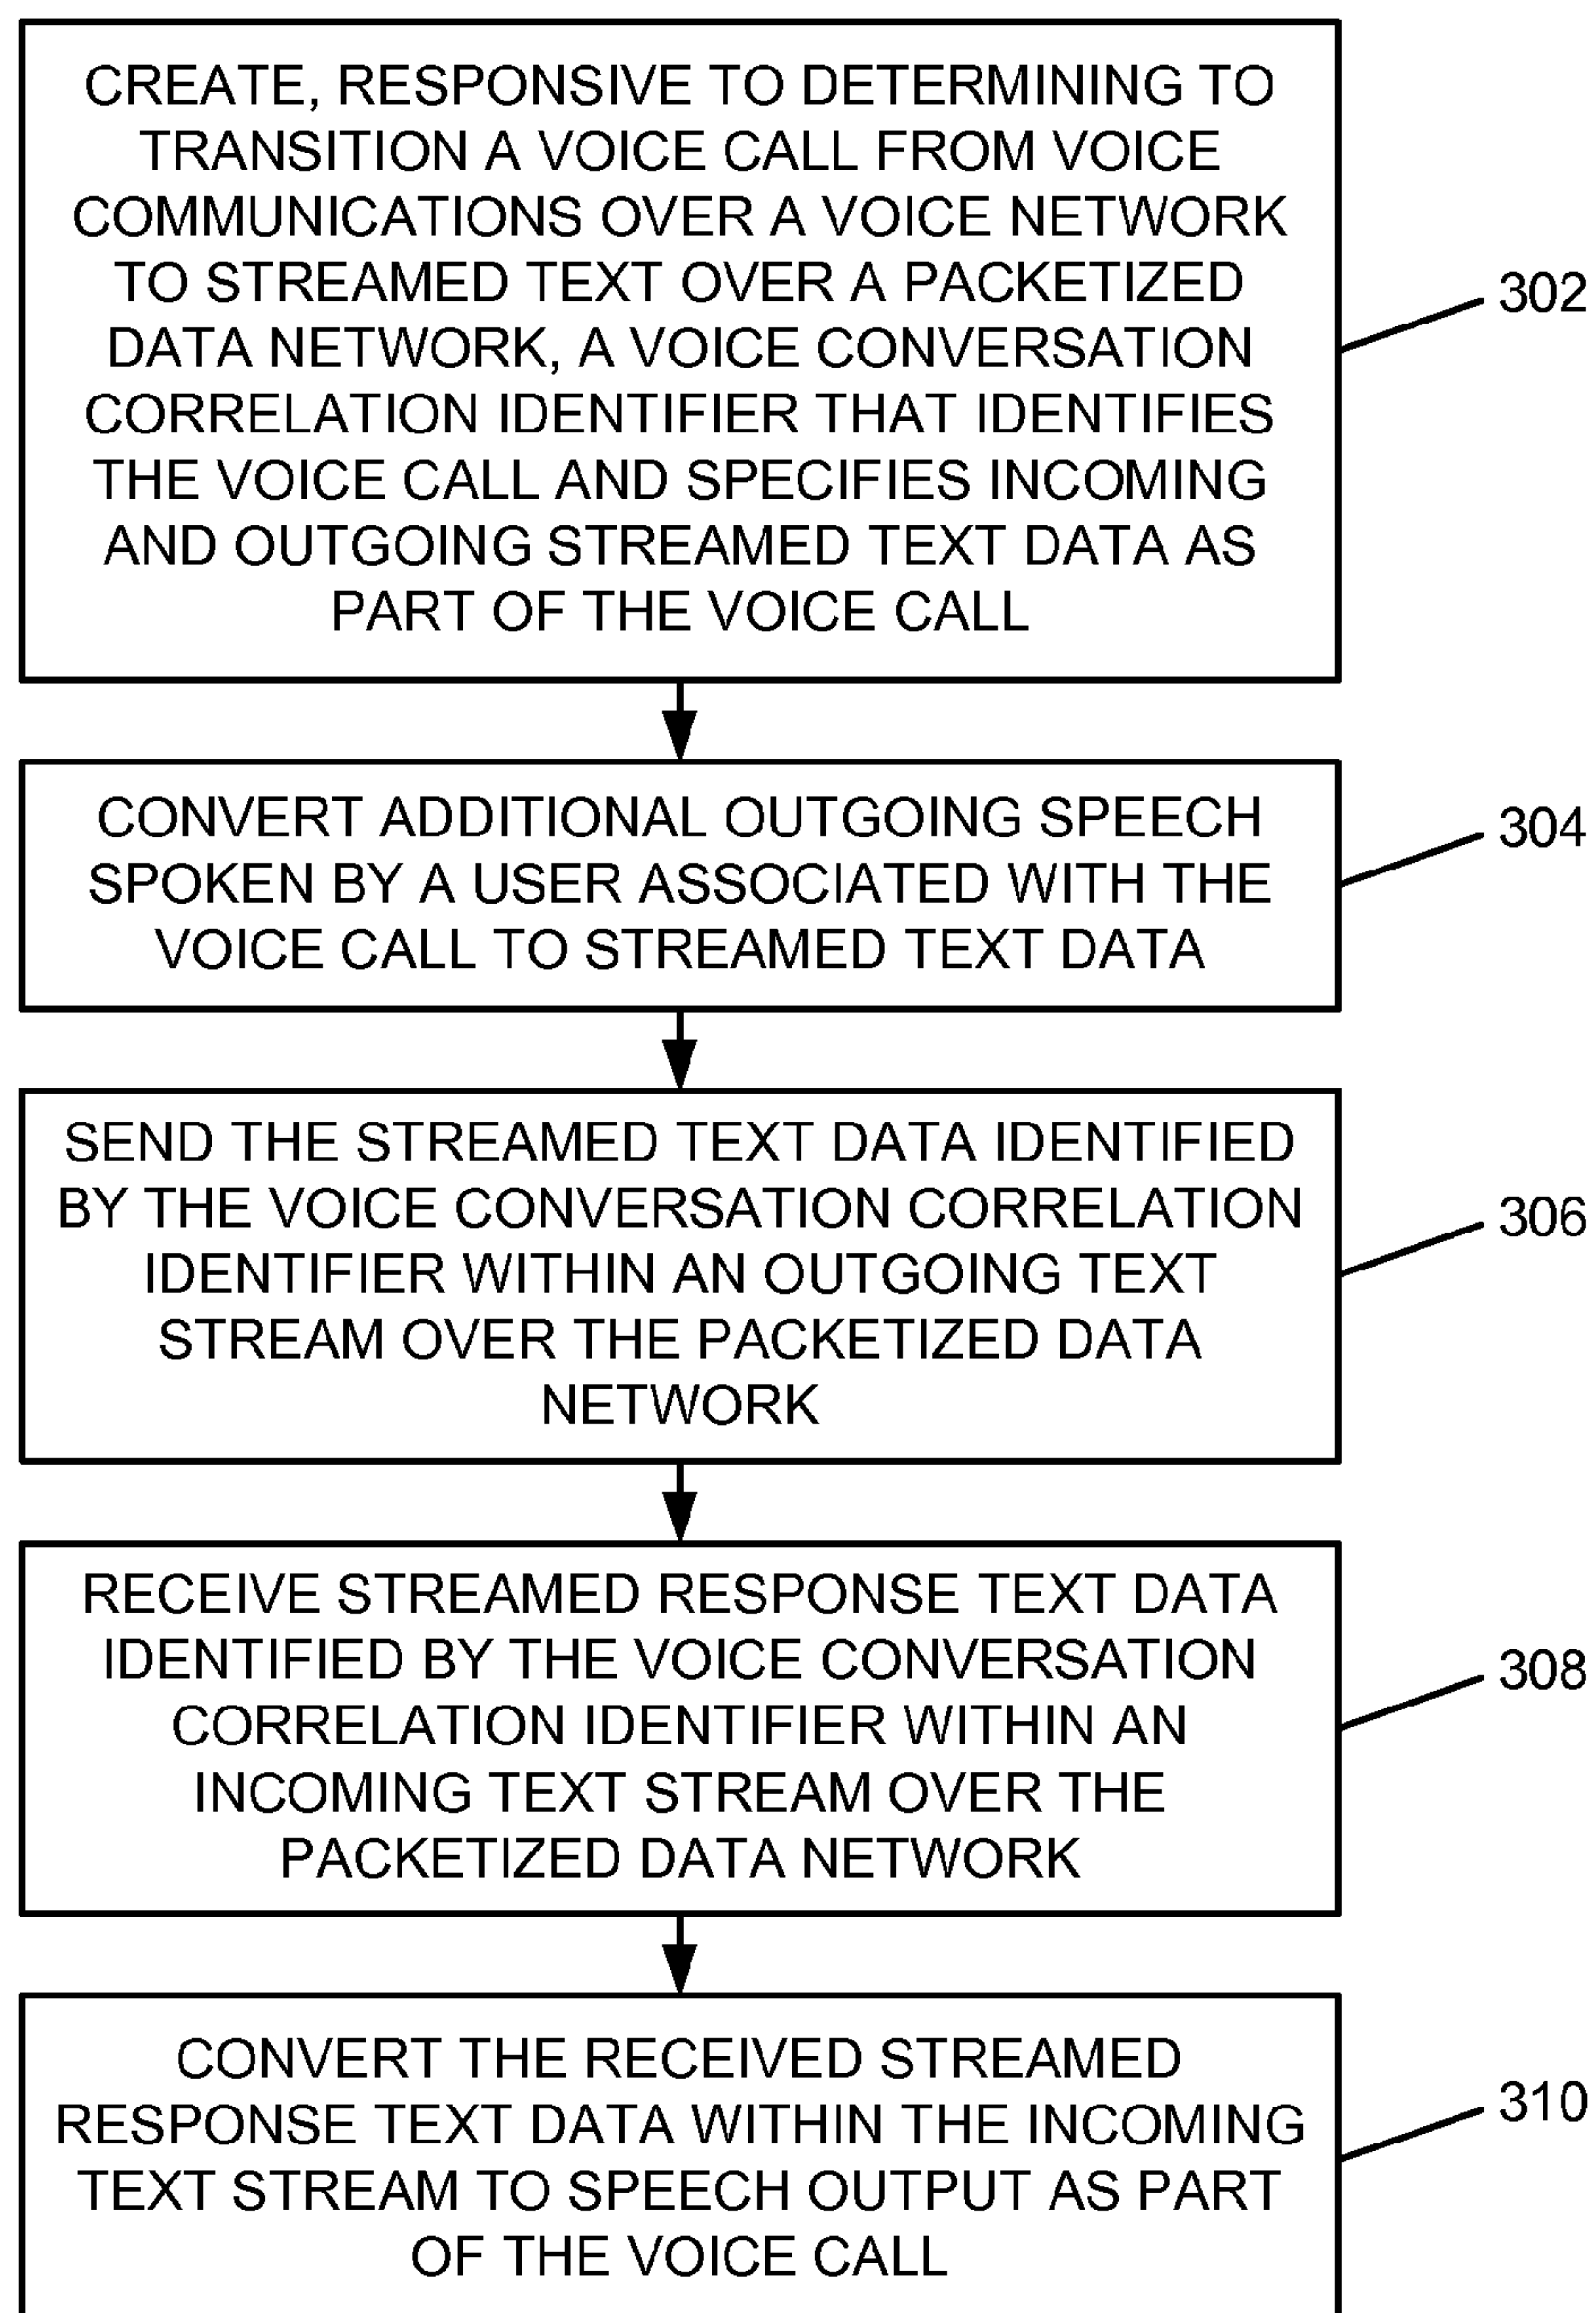 CREATE, RESPONSIVE TO DETERMINING TO
TRANSITION A VOICE CALL FROM VOICE
COMMUNICATIONS OVER A VOICE NETWORK
TO STREAMED TEXT OVER A PACKETIZED
DATA NETWORK, A VOICE CONVERSATION
CORRELATION IDENTIFIER THAT IDENTIFIES
THE VOICE CALL AND SPECIFIES INCOMING
AND OUTGOING STREAMED TEXT DATA AS
PART OF THE VOICE CALL
302
CONVERT ADDITIONAL OUTGOING SPEECH
SPOKEN BY A USER ASSOCIATED WITH THE
VOICE CALL TO STREAMED TEXT DATA
304
SEND THE STREAMED TEXT DATA IDENTIFIED
BY THE VOICE CONVERSATION CORRELATION
IDENTIFIER WITHIN AN OUTGOING TEXT
STREAM OVER THE PACKETIZED DATA
NETWORK
306
RECEIVE STREAMED RESPONSE TEXT DATA
IDENTIFIED BY THE VOICE CONVERSATION
CORRELATION IDENTIFIER WITHIN AN
INCOMING TEXT STREAM OVER THE
PACKETIZED DATA NETWORK
308
CONVERT THE RECEIVED STREAMED
RESPONSE TEXT DATA WITHIN THE INCOMING
TEXT STREAM TO SPEECH OUTPUT AS PART
OF THE VOICE CALL
310